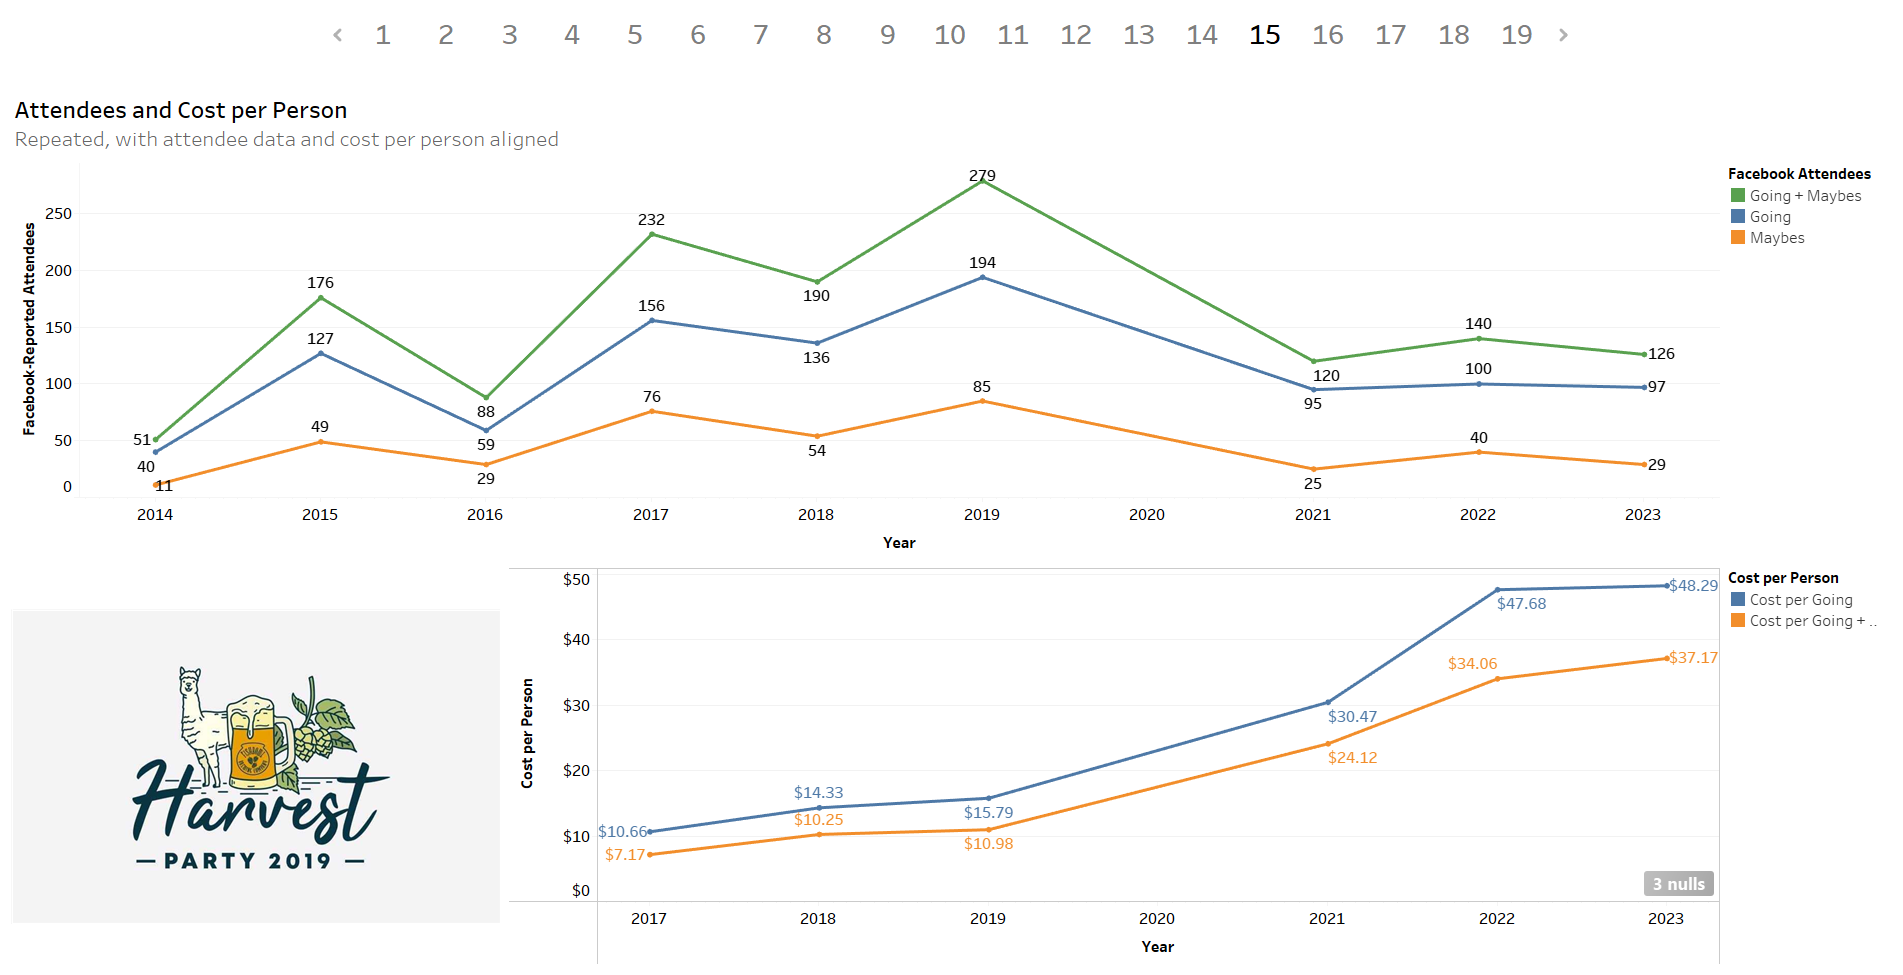 1 2 3 4 5 6 7 8 9 10 11 12 13 14 15 16 17 18 19
Attendees and Cost per Person
Repeated, with attendee data and cost per person aligned
Facebook-Reported Attendees
250
200
150
100
50
0
279
232
194
176
190
156
127
136
140
120
126
88
76
85
100
97
95
51
40
49
59
54
40
29
11
29
25
2014 2015 2016 2017 2018 2019 2020 2021 2022 2023
Year
Facebook Attendees
Going + Maybes
Going
Maybes
Harvest
PARTY 2019
Cost per Person
$50
$40
$30
$20
$10
$0
$48.29
$47.68
$34.06
$37.17
$30.47
$24.12
$14.33
$15.79
$10.25
$10.66
$10.98
$7.17
3 nulls
2017 2018 2019 2020 2021 2022 2023
Year
Cost per Person
Cost per Going
Cost per Going + ..